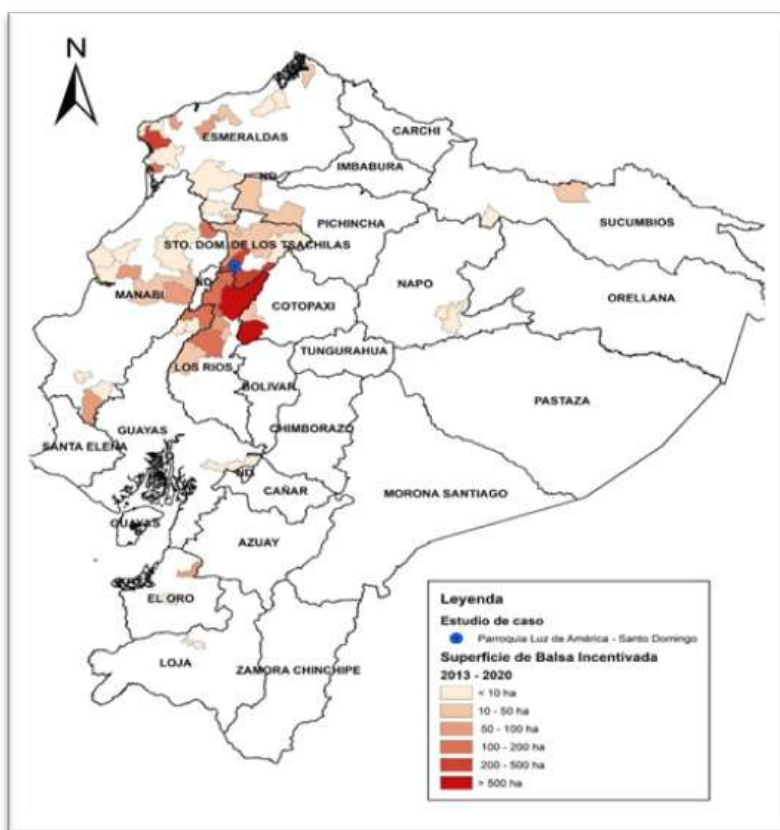 N
CARCHI
ESMERALDAS
IMBABURA
ND
PICHINCHA
SUCUMBIOS
STO. DOM. DE LOS TSACHILAS
NAPO
ND
MANABI
COTOPAXI
ORELLANA
TUNGURAHUA
LOS RIOS
BOLIVAR
PASTAZA
GUAYAS
CHIMBORAZO
SANTA ELENA
ND
CAÑAR
MORONA SANTIAGO
GUAYAS
AZUAY
EL ORO
LOJA
ZAMORA CHINCHIPE
Leyenda
Estudio de caso
Parroquia Luz de América - Santo Domingo
Superficie de Balsa Incentivada
2013 - 2020
< 10 ha
10 - 50 ha
50 - 100 ha
100 - 200 ha
200 - 500 ha
> 500 ha